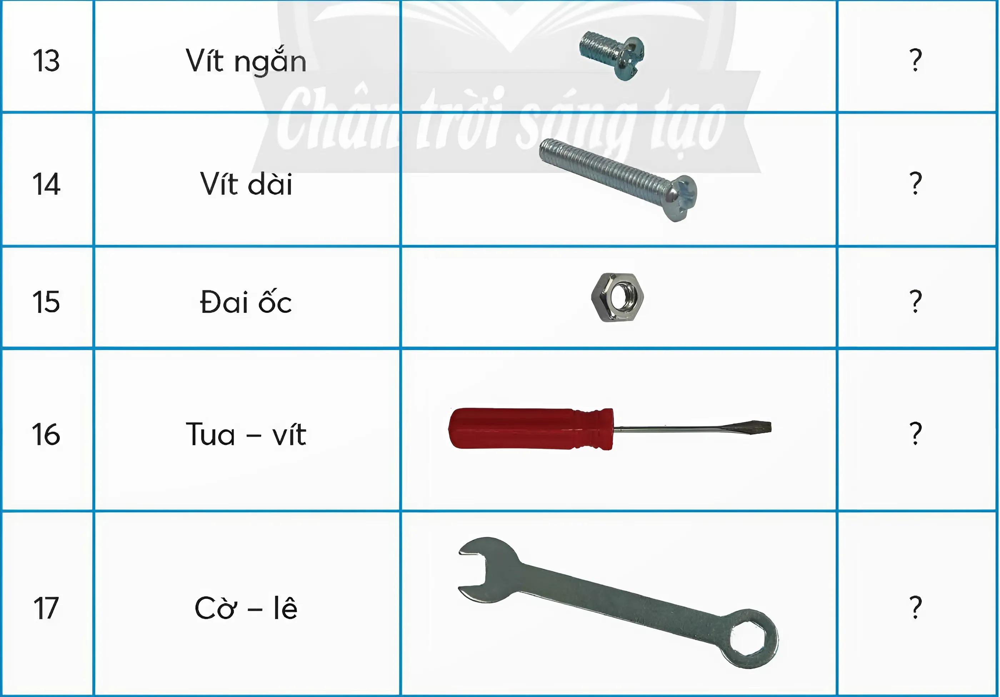 13 Vít ngắn ?
Chân trời sáng tạo
14 Vít dài ?
15 Đai ốc ?
16 Tua – vít ?
17 Cờ – lê ?